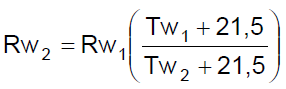 Rw₂ = Rw₁ ( (Tw₁ + 21,5) / (Tw₂ + 21,5) )